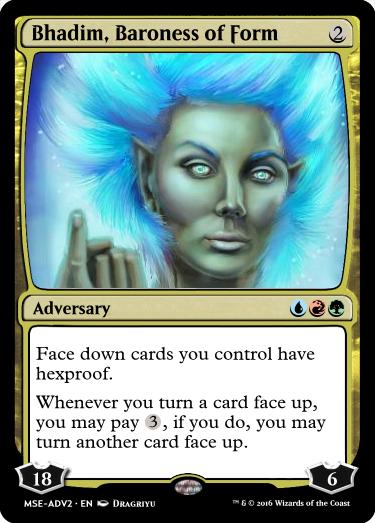 Bhadim, Baroness of Form 2
Adversary
Face down cards you control have
hexproof.
Whenever you turn a card face up,
you may pay 3, if you do, you may
turn another card face up.
18 6
MSE-ADV2 • EN Dragriyu ™ & © 2016 Wizards of the Coast